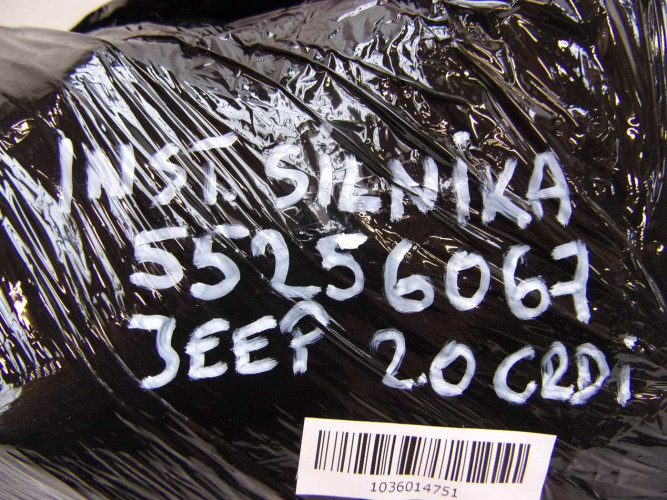 INST. SILNIKA
55256067
JEEP 2.0 CRDi
1036014751